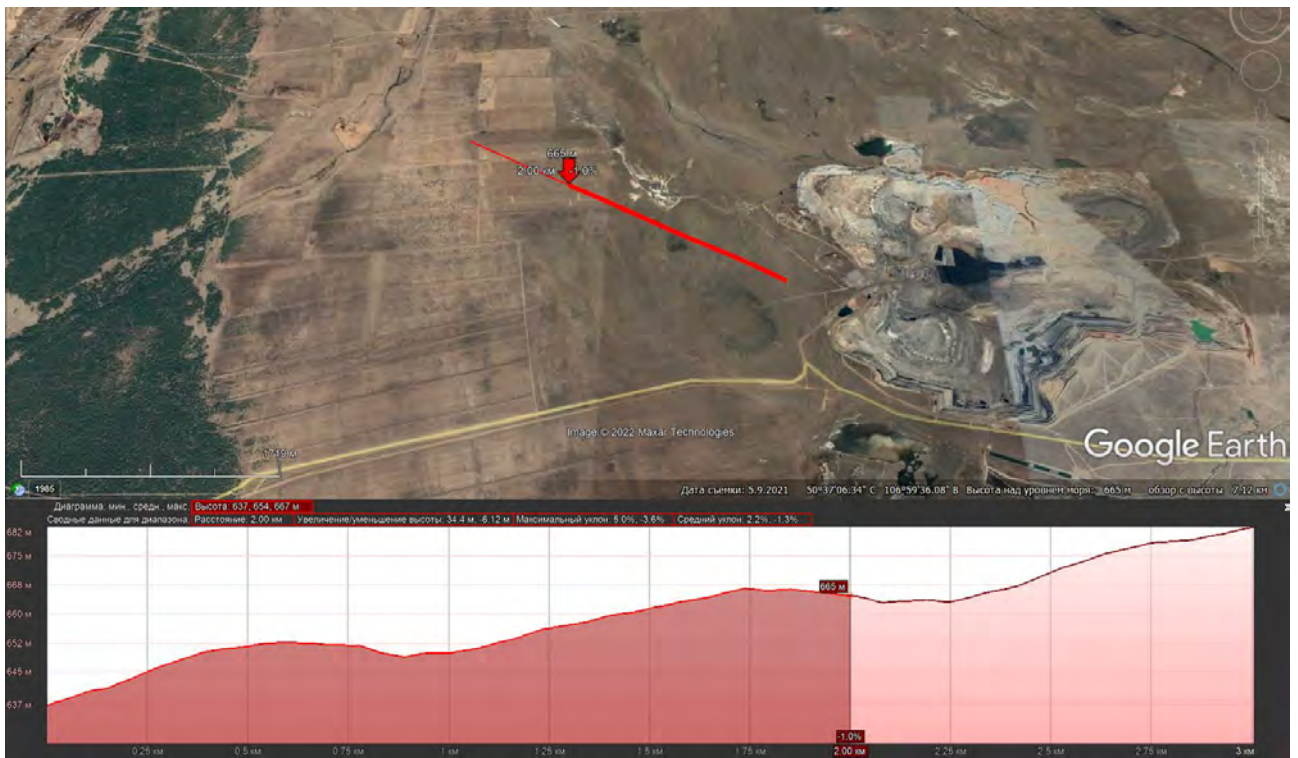 665 м
2.00 км -1.0%
Image © 2022 Maxar Technologies
Google Earth
1719 м
1985
Дата съемки: 5.9.2021 50°37'06.34" С 106°59'36.08" В Высота над уровнем моря: 665 м обзор с высоты 7.12 км
Диаграмма: мин., средн., макс. Высота: 637, 654, 667 м
Сводные данные для диапазона: Расстояние: 2.00 км Увеличение/уменьшение высоты: 34.4 м, -6.12 м Максимальный уклон: 5.0%, -3.6% Средний уклон: 2.2%, -1.3%
682 м
675 м
668 м
660 м
652 м
645 м
637 м
665 м
-1.0%
0.25 км 0.5 км 0.75 км 1 км 1.25 км 1.5 км 1.75 км 2.00 км 2.25 км 2.5 км 2.75 км 3 км